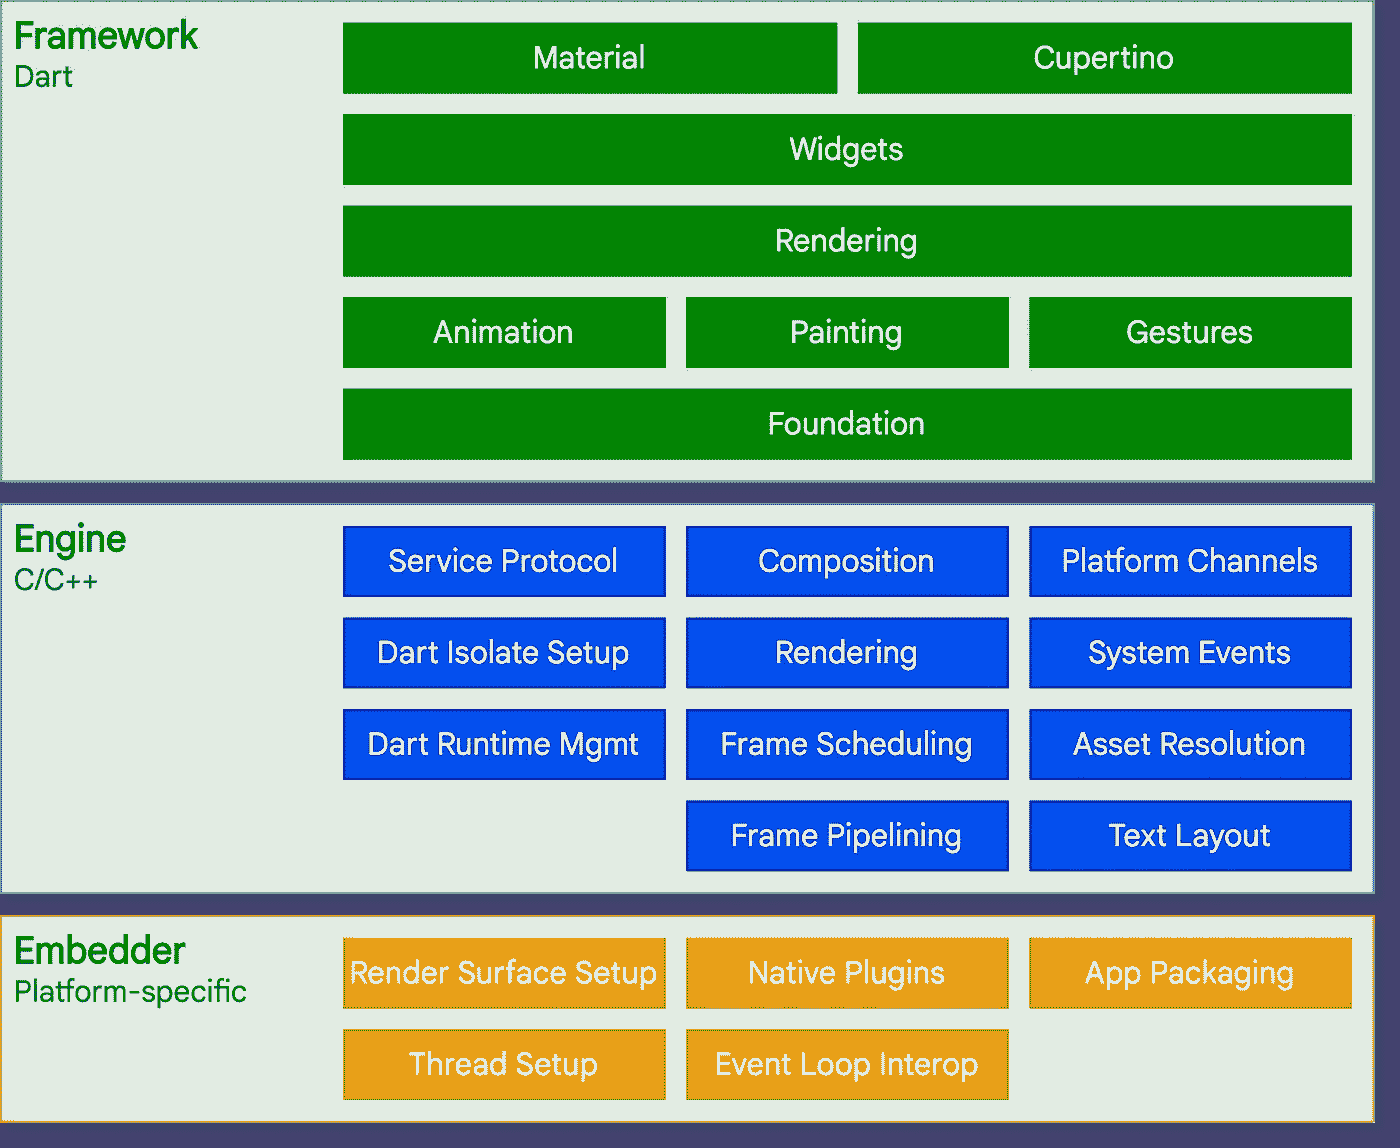 Framework
Dart
Material
Cupertino
Widgets
Rendering
Animation
Painting
Gestures
Foundation
Engine
C/C++
Service Protocol
Composition
Platform Channels
Dart Isolate Setup
Rendering
System Events
Dart Runtime Mgmt
Frame Scheduling
Asset Resolution
Frame Pipelining
Text Layout
Embedder
Platform-specific
Render Surface Setup
Native Plugins
App Packaging
Thread Setup
Event Loop Interop